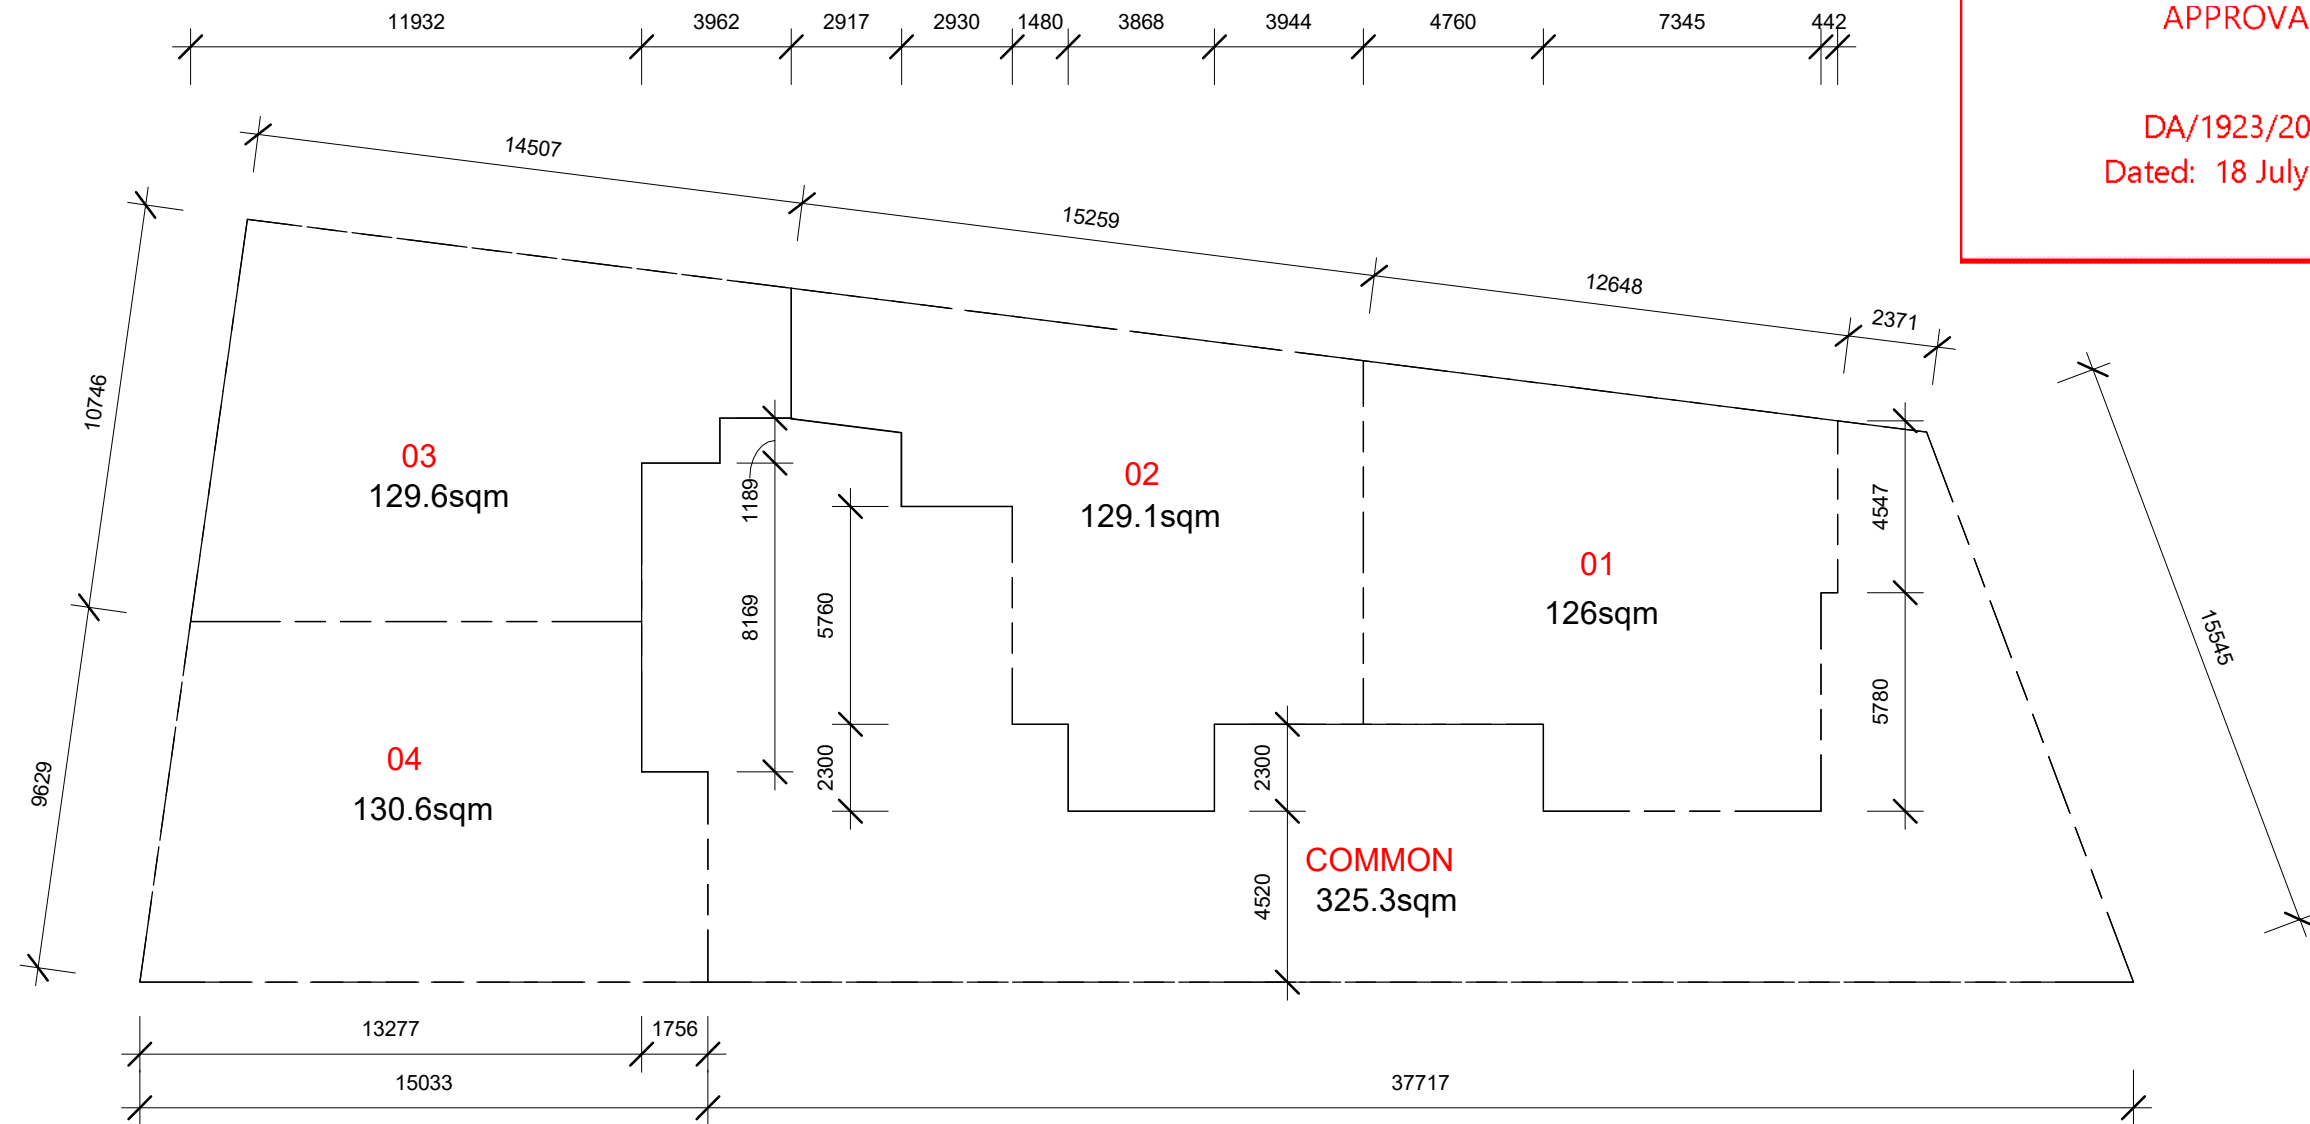 11932 3962 2917 2930 1480 3868 3944 4760 7345 442
APPROVA
DA/1923/20
Dated: 18 July
14507
15259
12648
2371
10746
9629
03
129.6sqm
02
129.1sqm
01
126sqm
04
130.6sqm
COMMON
325.3sqm
1189
8169
5760
2300
2300
4520
4547
5780
15545
13277 1756
15033 37717